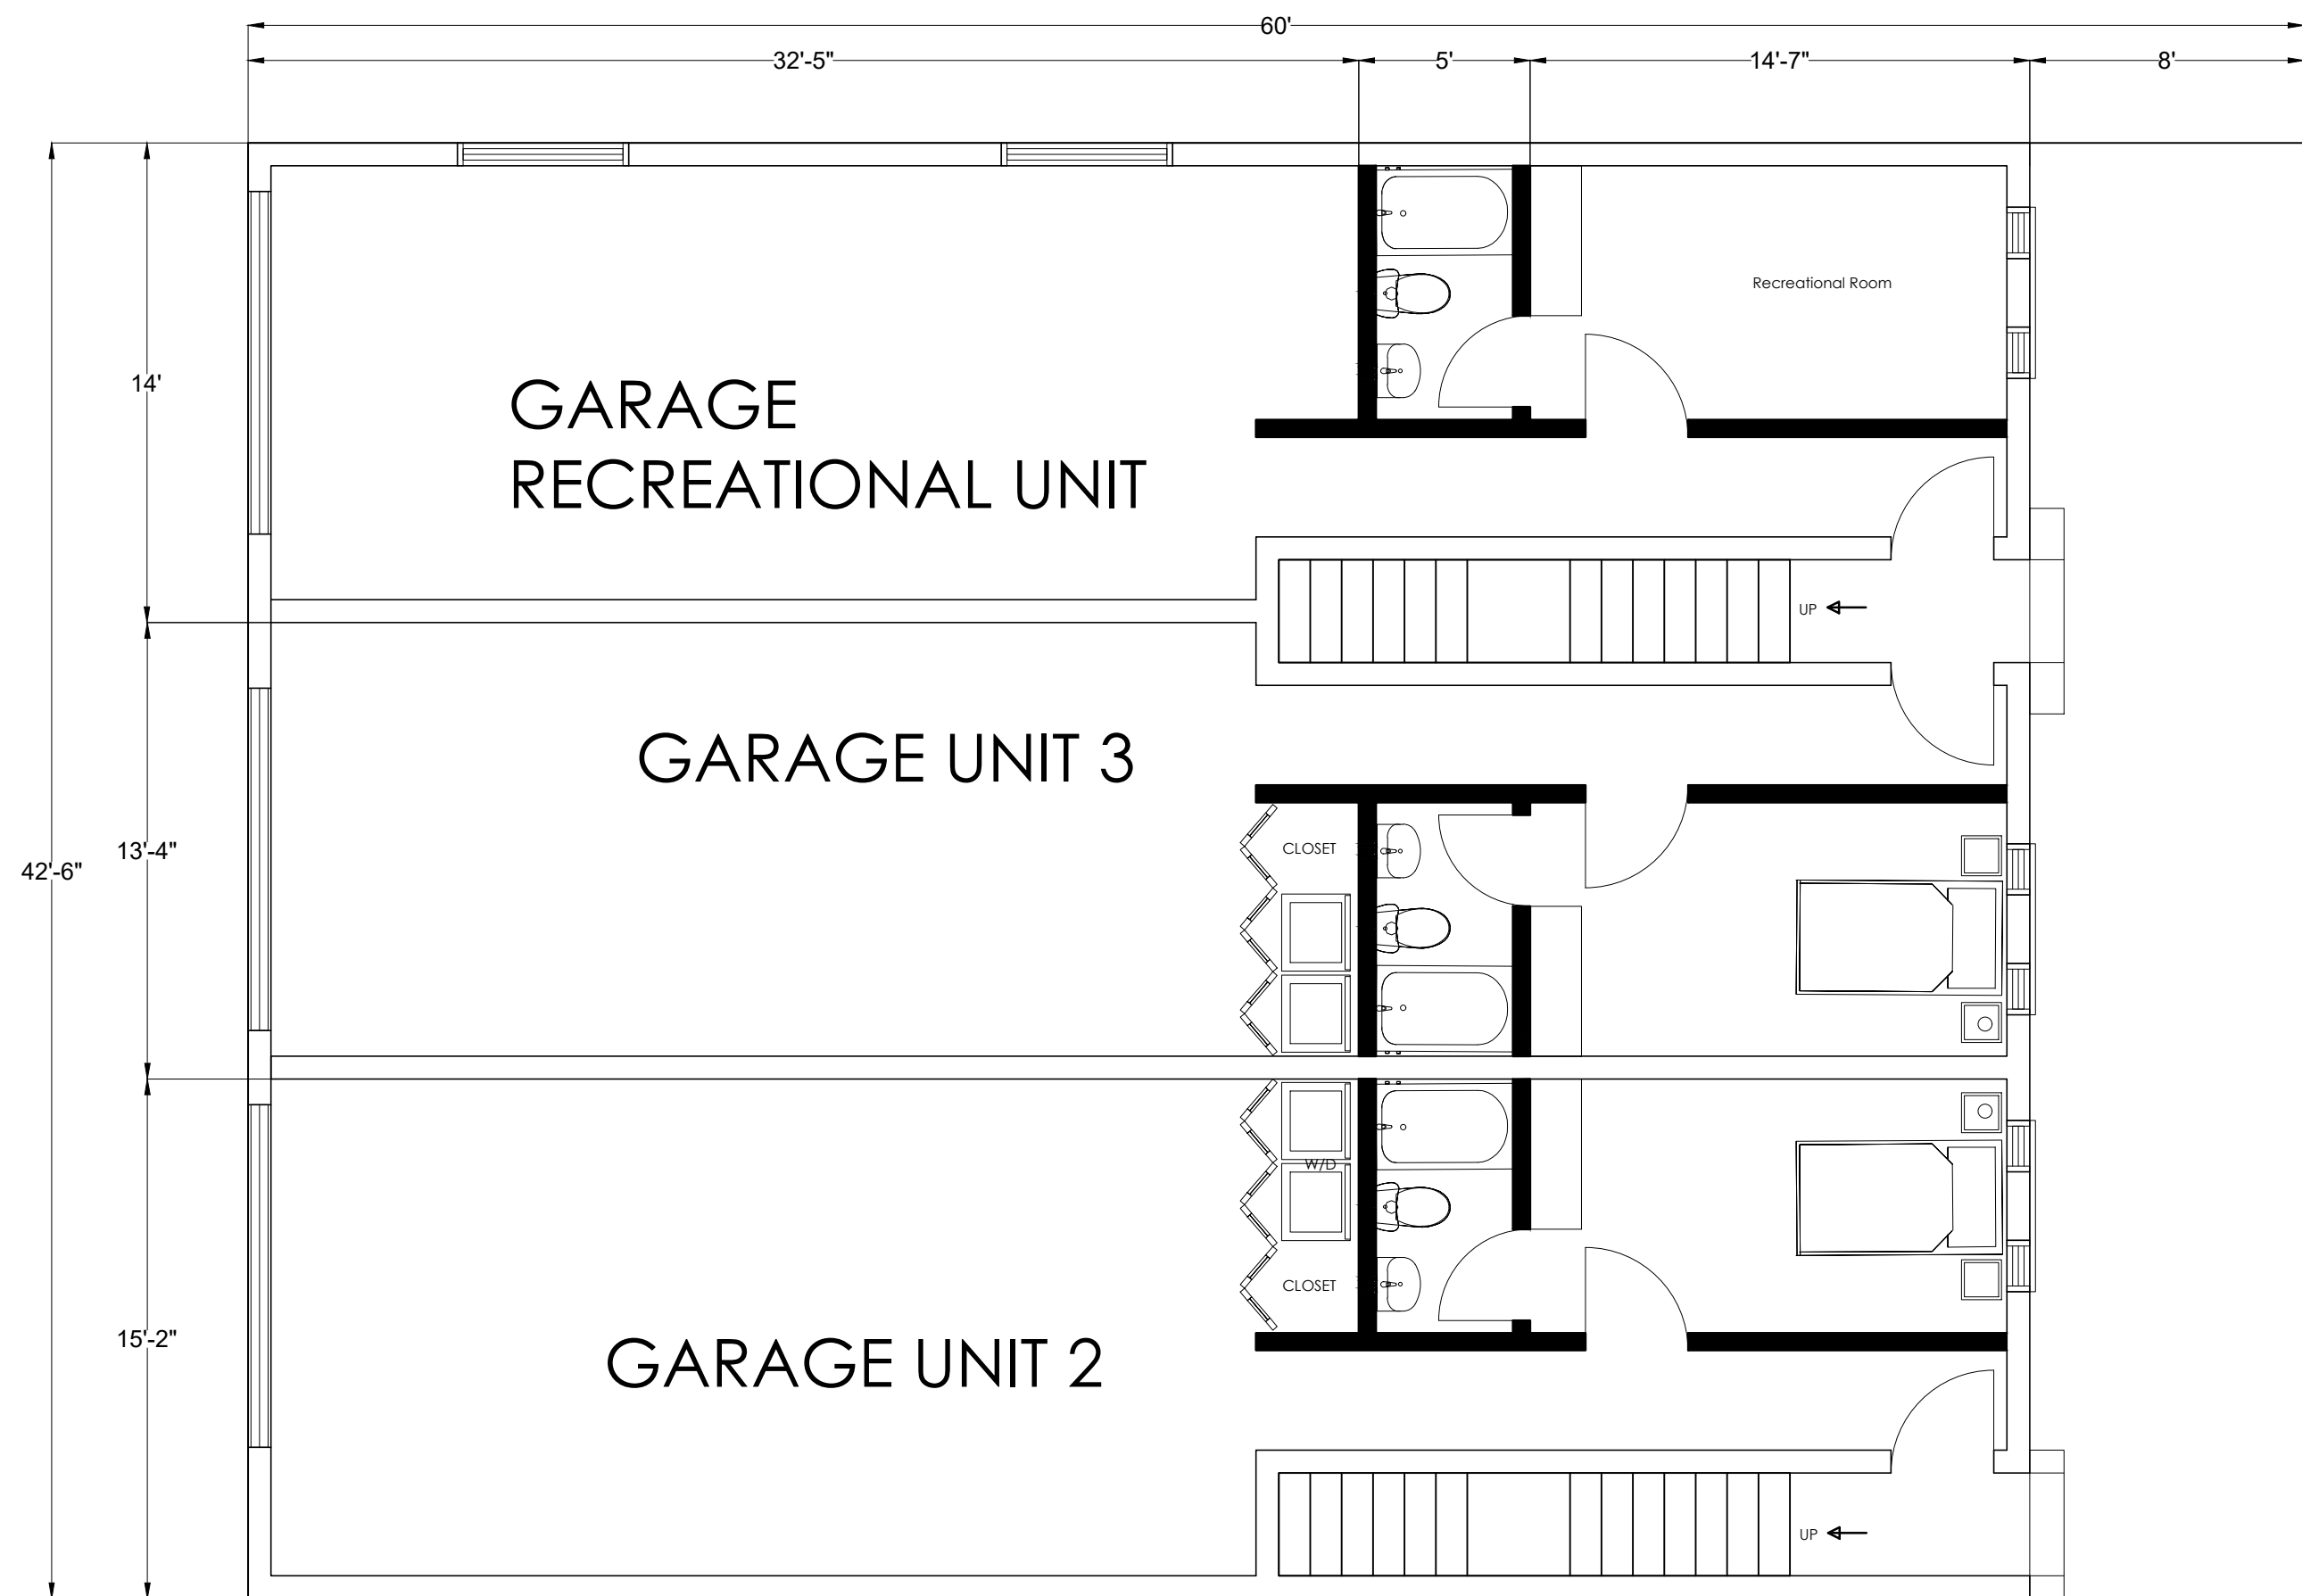 60'
32'-5"
5'
14'-7"
8'
Recreational Room
14'
GARAGE
RECREATIONAL UNIT
UP
GARAGE UNIT 3
13'-4"
CLOSET
42'-6"
W/D
CLOSET
15'-2"
GARAGE UNIT 2
UP